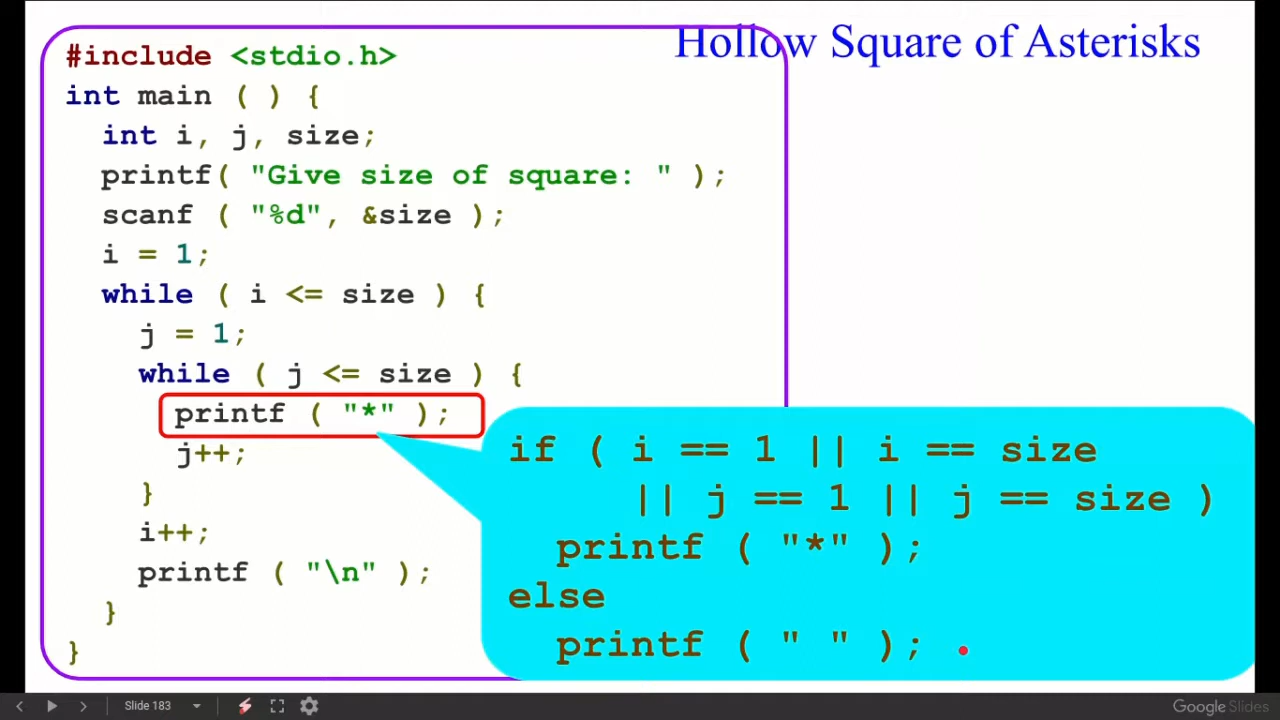 Hollow Square of Asterisks
#include <stdio.h>
int main ( ) {
int i, j, size;
printf( "Give size of square: " );
scanf ( "%d", &size );
i = 1;
while ( i <= size ) {
j = 1;
while ( j <= size ) {
printf ( "*" );
j++;
}
i++;
printf ( "\n" );
}
}
if ( i == 1 || i == size
|| j == 1 || j == size )
printf ( "*" );
else
printf ( " " );
Slide 183
Google Slides